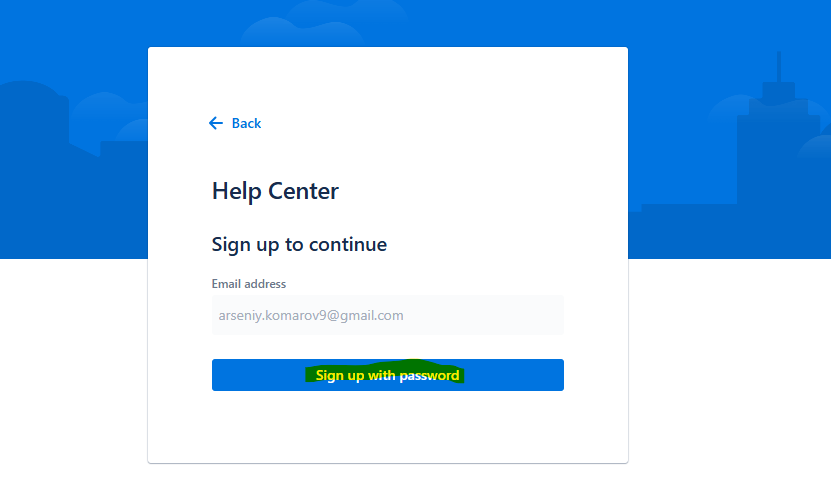 Back
Help Center
Sign up to continue
Email address
arseniy.komarov9@gmail.com
Sign up with password